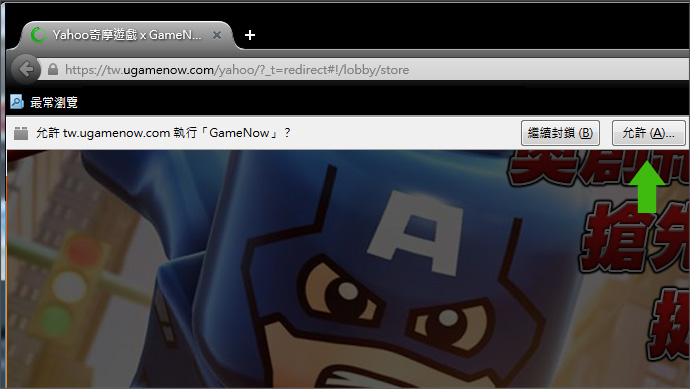 Yahoo奇摩遊戲 x GameN...
https://tw.ugamenow.com/yahoo/?_t=redirect#!/lobby/store
最常瀏覽
允許 tw.ugamenow.com 執行「GameNow」？
繼續封鎖 (B)
允許 (A)...
A
搶先